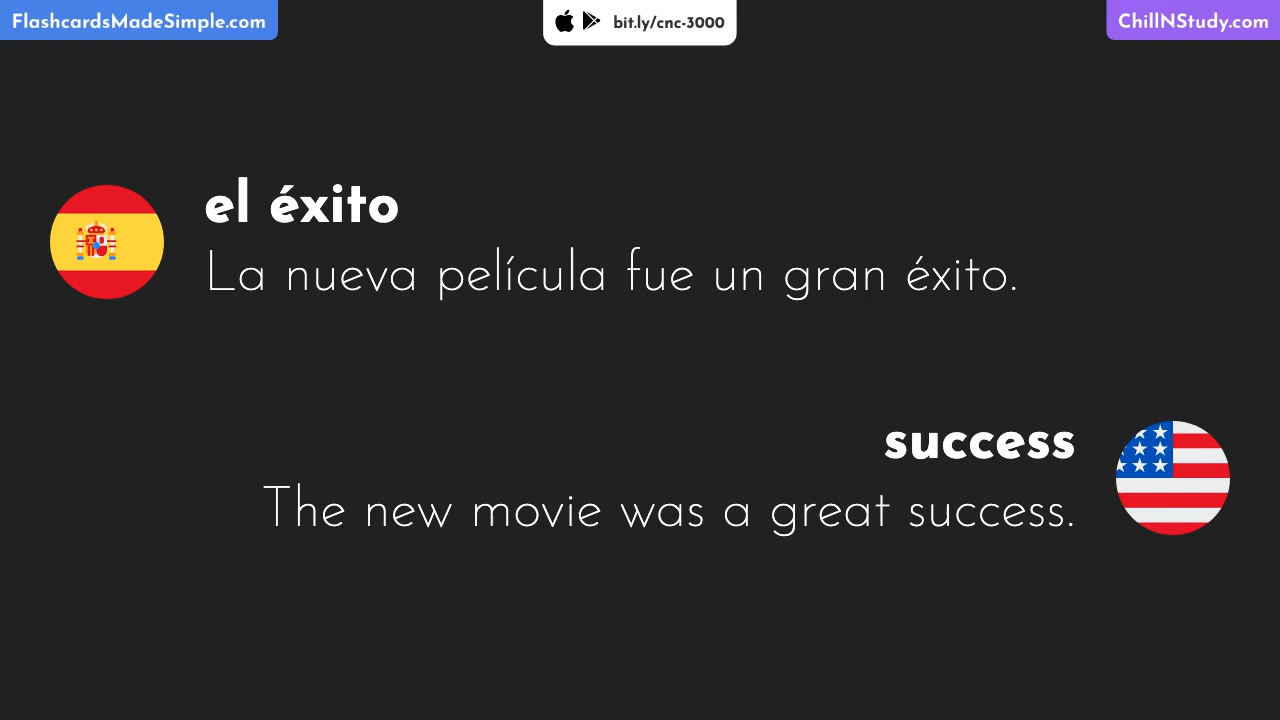 FlashcardsMadeSimple.com
bit.ly/cnc-3000
ChillNStudy.com
el éxito
La nueva película fue un gran éxito.
success
The new movie was a great success.